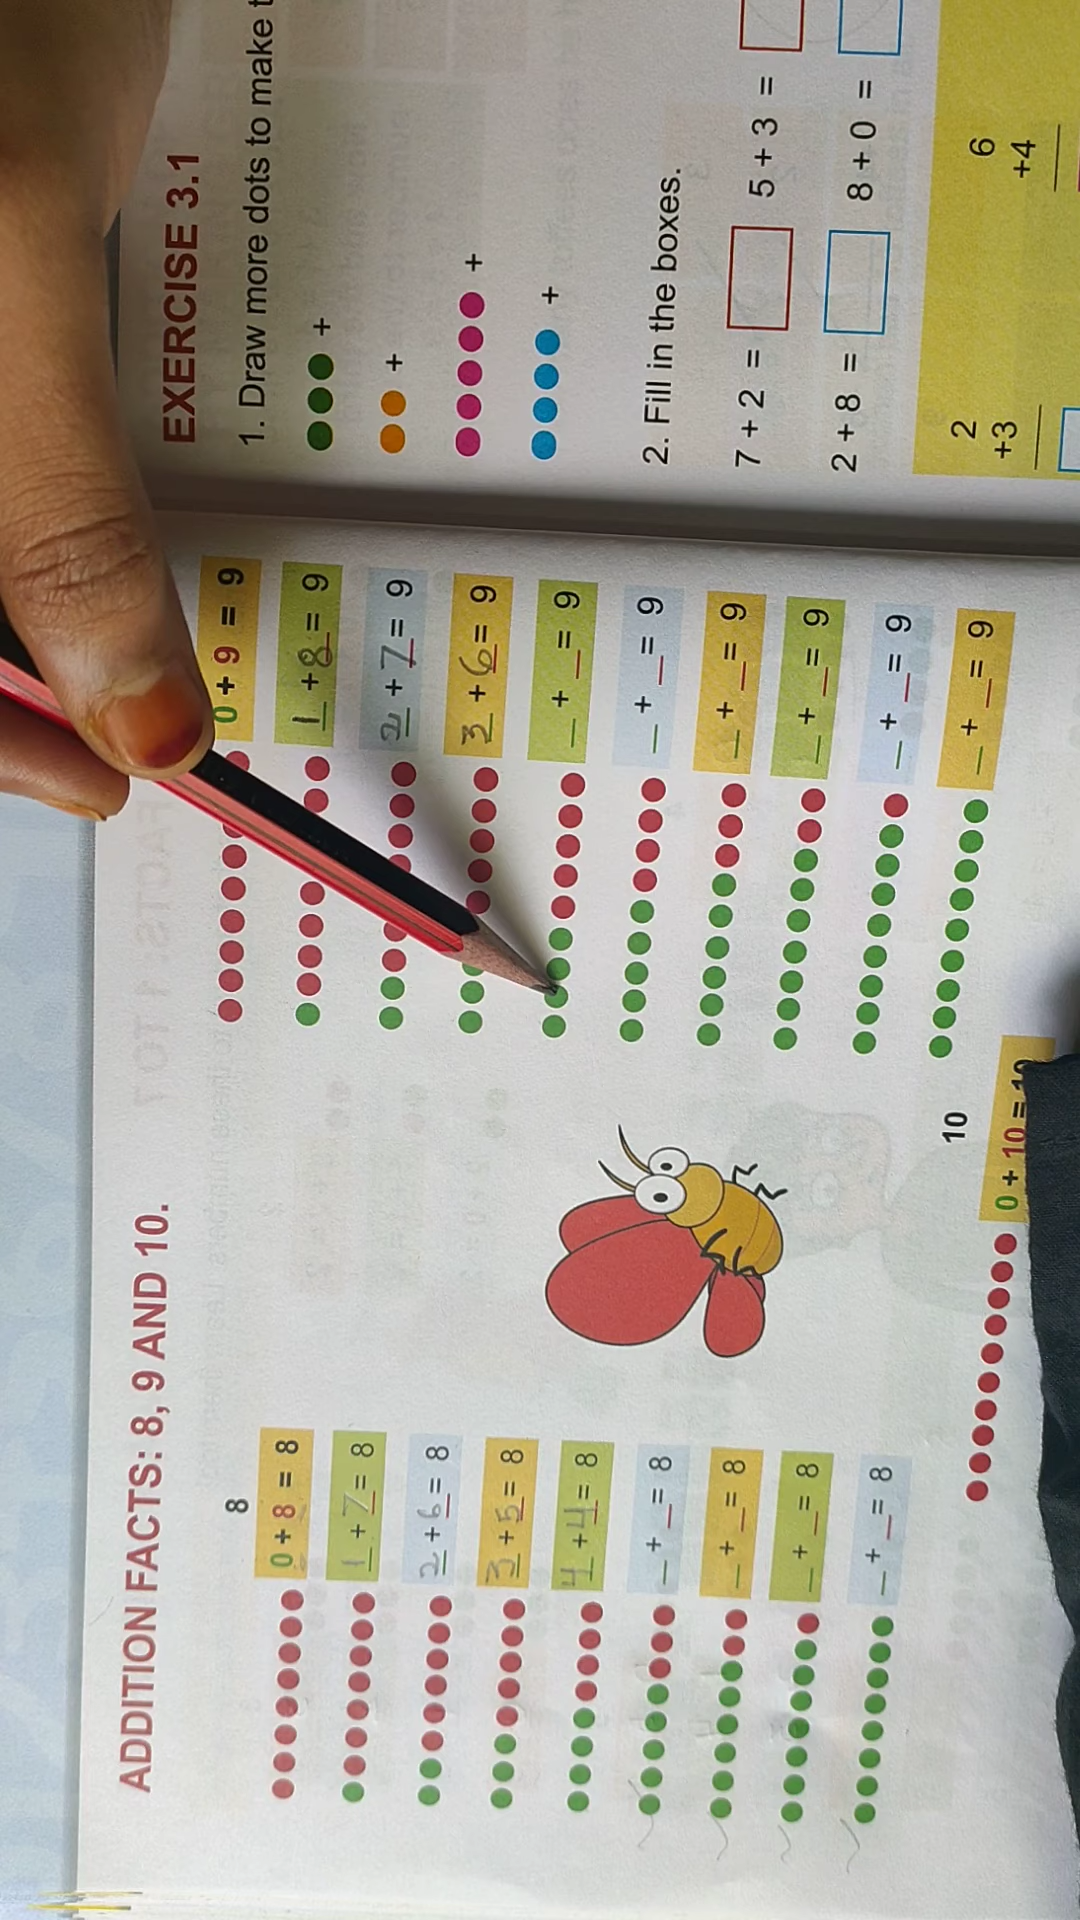 ADDITION FACTS: 8, 9 AND 10.
8
0 + 8 = 8
1 + 7 = 8
2 + 6 = 8
3 + 5 = 8
4 + 4 = 8
_ + _ = 8
_ + _ = 8
_ + _ = 8
_ + _ = 8
0 + 9 = 9
1 + 8 = 9
2 + 7 = 9
3 + 6 = 9
_ + _ = 9
_ + _ = 9
_ + _ = 9
_ + _ = 9
_ + _ = 9
_ + _ = 9
10
0 + 10 = 10
EXERCISE 3.1
1. Draw more dots to make
+
+
+
+
2. Fill in the boxes.
7 + 2 = 5 + 3 =
2 + 8 = 8 + 0 =
2 6
+3 +4